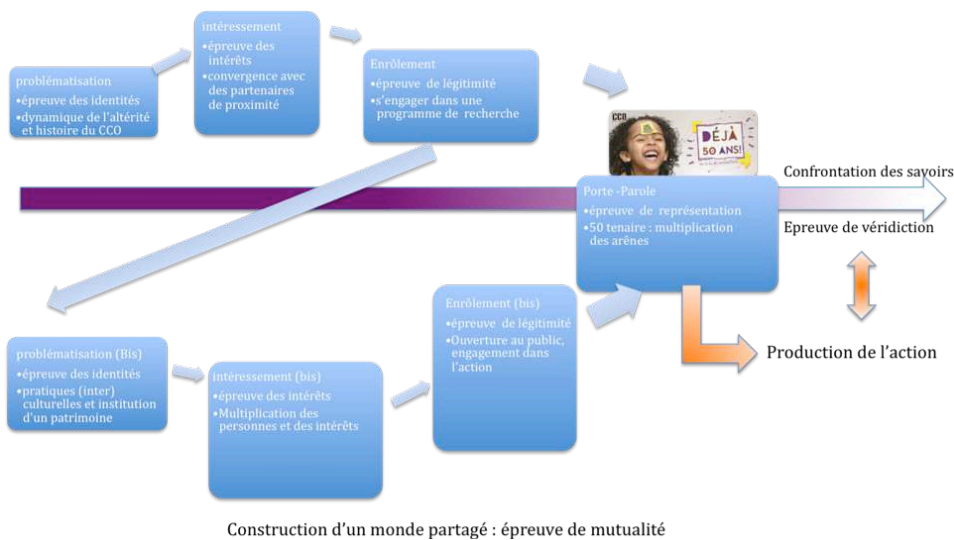 problématisation
•épreuve des identités
•dynamique de l'altérité
et histoire du CCO
intéressement
•épreuve des
intérêts
•convergence avec
des partenaires
de proximité
Enrôlement
•épreuve de légitimité
•s'engager dans une
programme de recherche
CCO
DÉJÀ
50 ANS!
Porte -Parole
•épreuve de représentation
•50 tenaire : multiplication
des arênes
Confrontation des savoirs
Epreuve de véridiction
Production de l'action
problématisation (Bis)
•épreuve des identités
•pratiques (inter)
culturelles et institution
d'un patrimoine
intéressement (bis)
•épreuve des intérêts
•Multiplication des
personnes et des intérêts
Enrôlement (bis)
•épreuve de légitimité
•Ouverture au public,
engagement dans
l'action
Construction d'un monde partagé : épreuve de mutualité